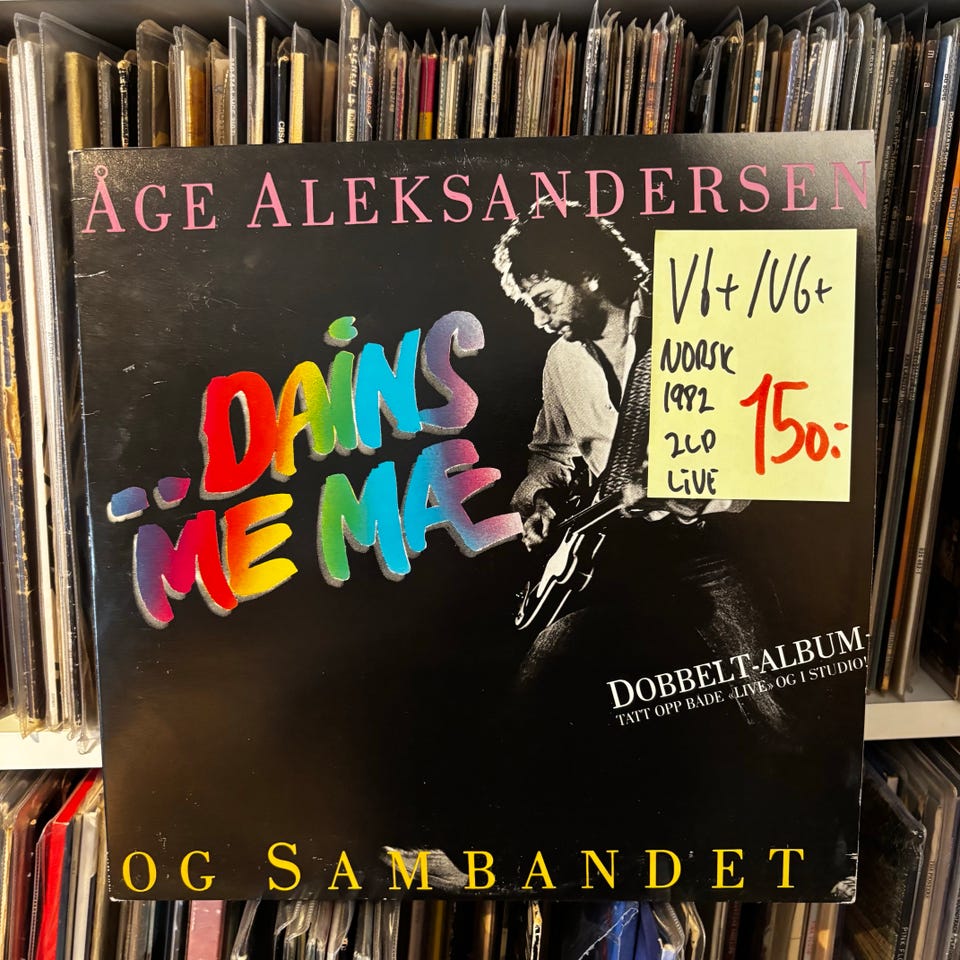 ÅGE ALEKSANDERSEN
VG+/VG+
NORSK
1982
2LP
LIVE
150:-
..DAINS
ME MÆ
DOBBELT-ALBUM-
TATT OPP BÅDE «LIVE» OG I STUDIO!
OG SAMBANDET
CBS